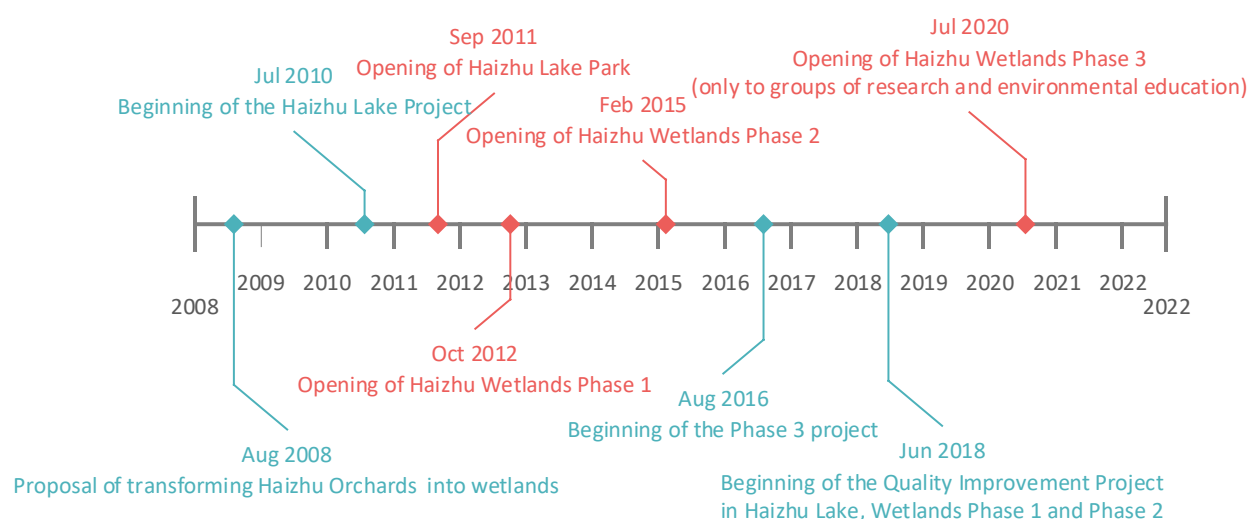 Sep 2011
Opening of Haizhu Lake Park
Jul 2010
Beginning of the Haizhu Lake Project
Feb 2015
Opening of Haizhu Wetlands Phase 2
Jul 2020
Opening of Haizhu Wetlands Phase 3
(only to groups of research and environmental education)
2008
2009
2010
2011
2012
2013
2014
2015
2016
2017
2018
2019
2020
2021
2022
2022
Oct 2012
Opening of Haizhu Wetlands Phase 1
Aug 2016
Beginning of the Phase 3 project
Aug 2008
Proposal of transforming Haizhu Orchards into wetlands
Jun 2018
Beginning of the Quality Improvement Project
in Haizhu Lake, Wetlands Phase 1 and Phase 2